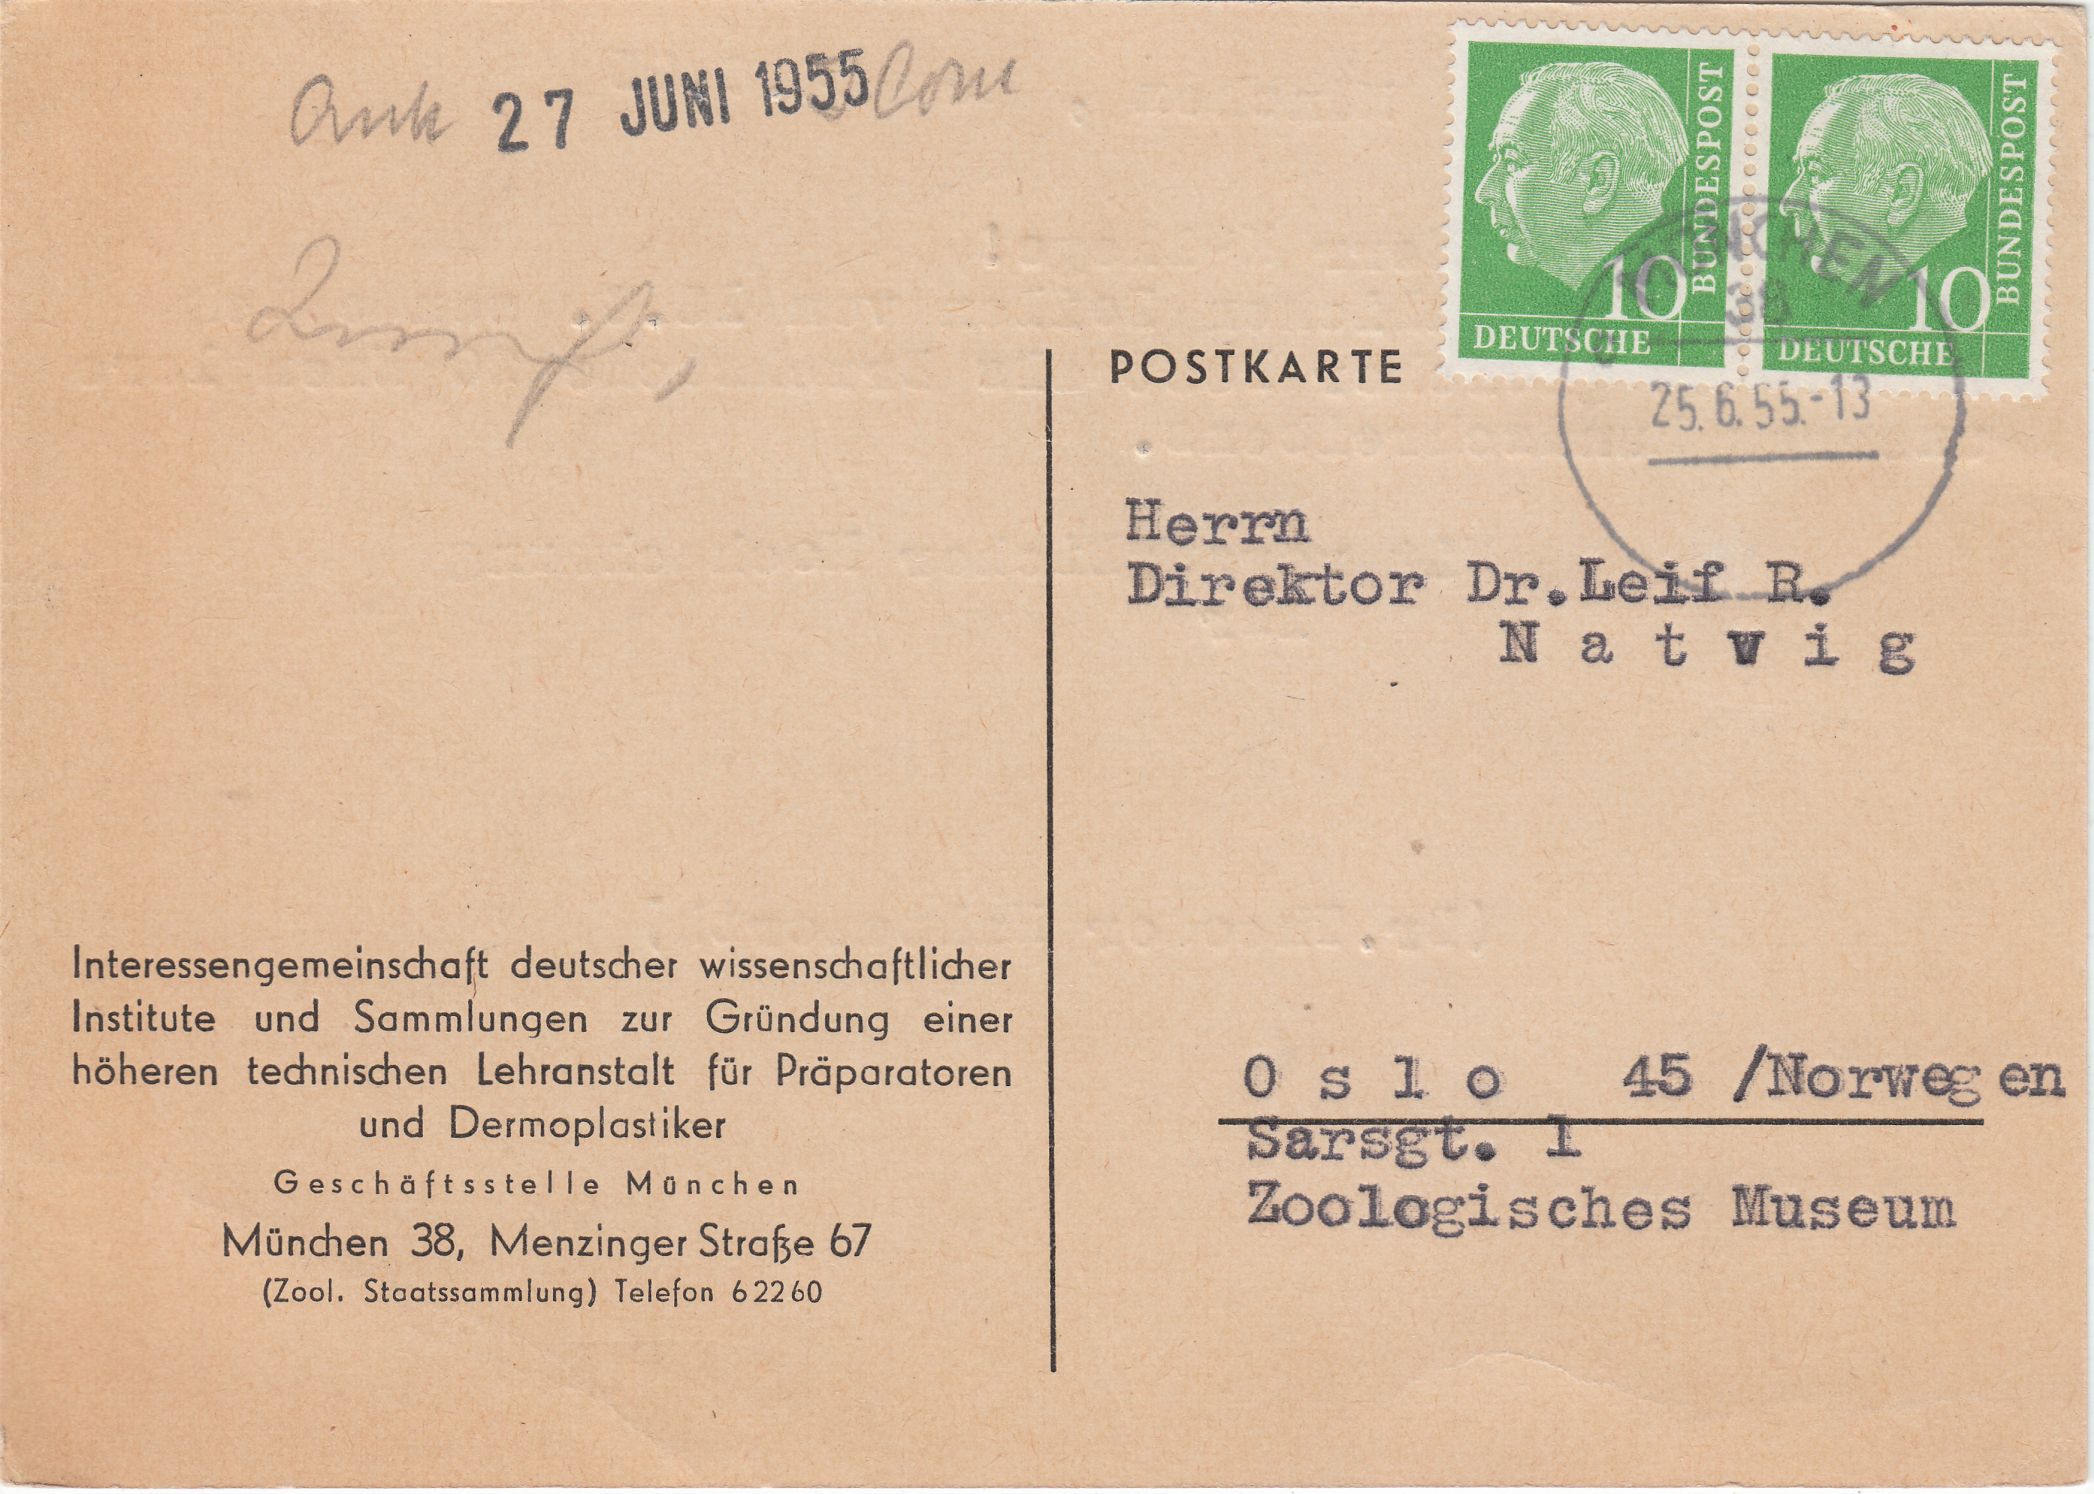 Ank 27 JUNI 1955
POSTKARTE
10
BUNDESPOST
DEUTSCHE
10
BUNDESPOST
DEUTSCHE
MÜNCHEN
38
25.6.55.-13
Herrn
Direktor Dr.Leif R.
N a t v i g
O s l o 45 /Norwegen
Sarsgt. 1
Zoologisches Museum
Interessengemeinschaft deutscher wissenschaftlicher
Institute und Sammlungen zur Gründung einer
höheren technischen Lehranstalt für Präparatoren
und Dermoplastiker
Geschäftsstelle München
München 38, Menzinger Straße 67
(Zool. Staatssammlung) Telefon 62260